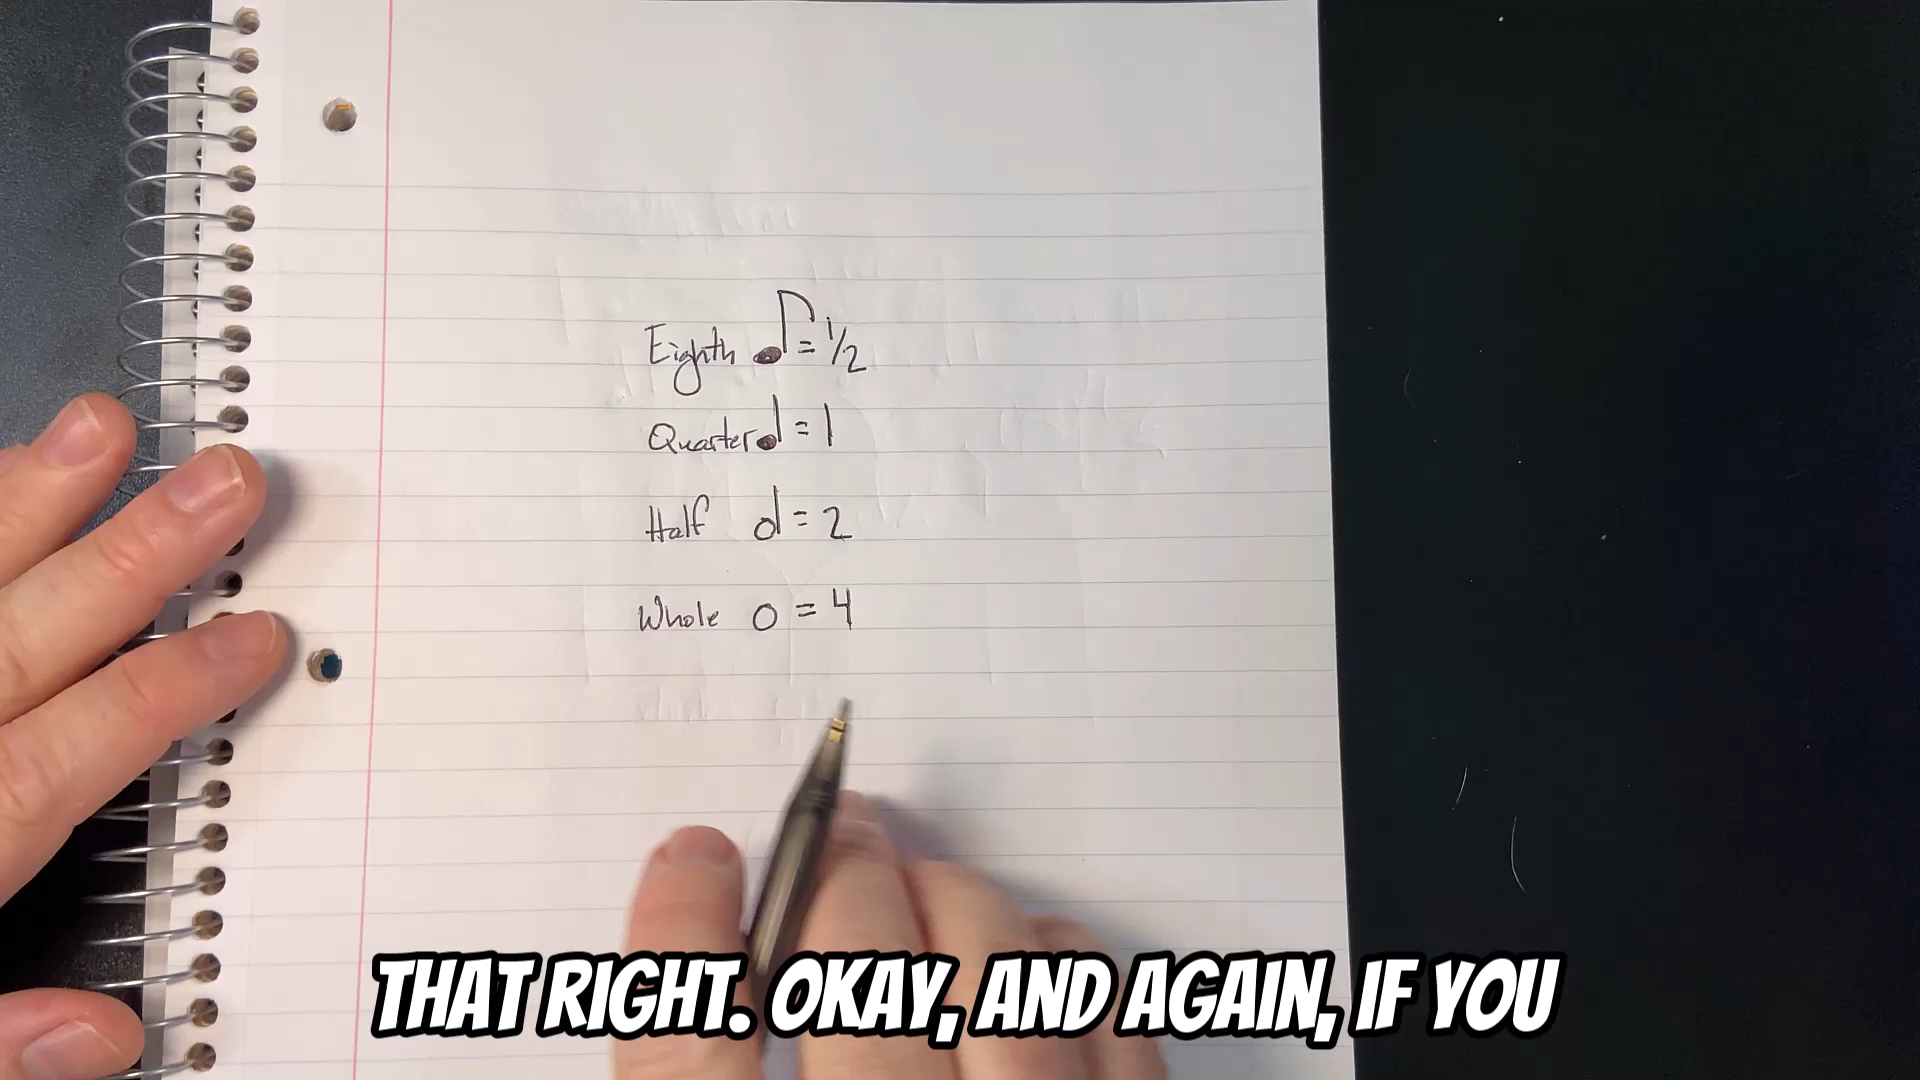 Eighth ♪ = 1/2
Quarter ♩ = 1
Half 𝅗𝅥 = 2
Whole o = 4
THAT RIGHT. OKAY, AND AGAIN, IF YOU